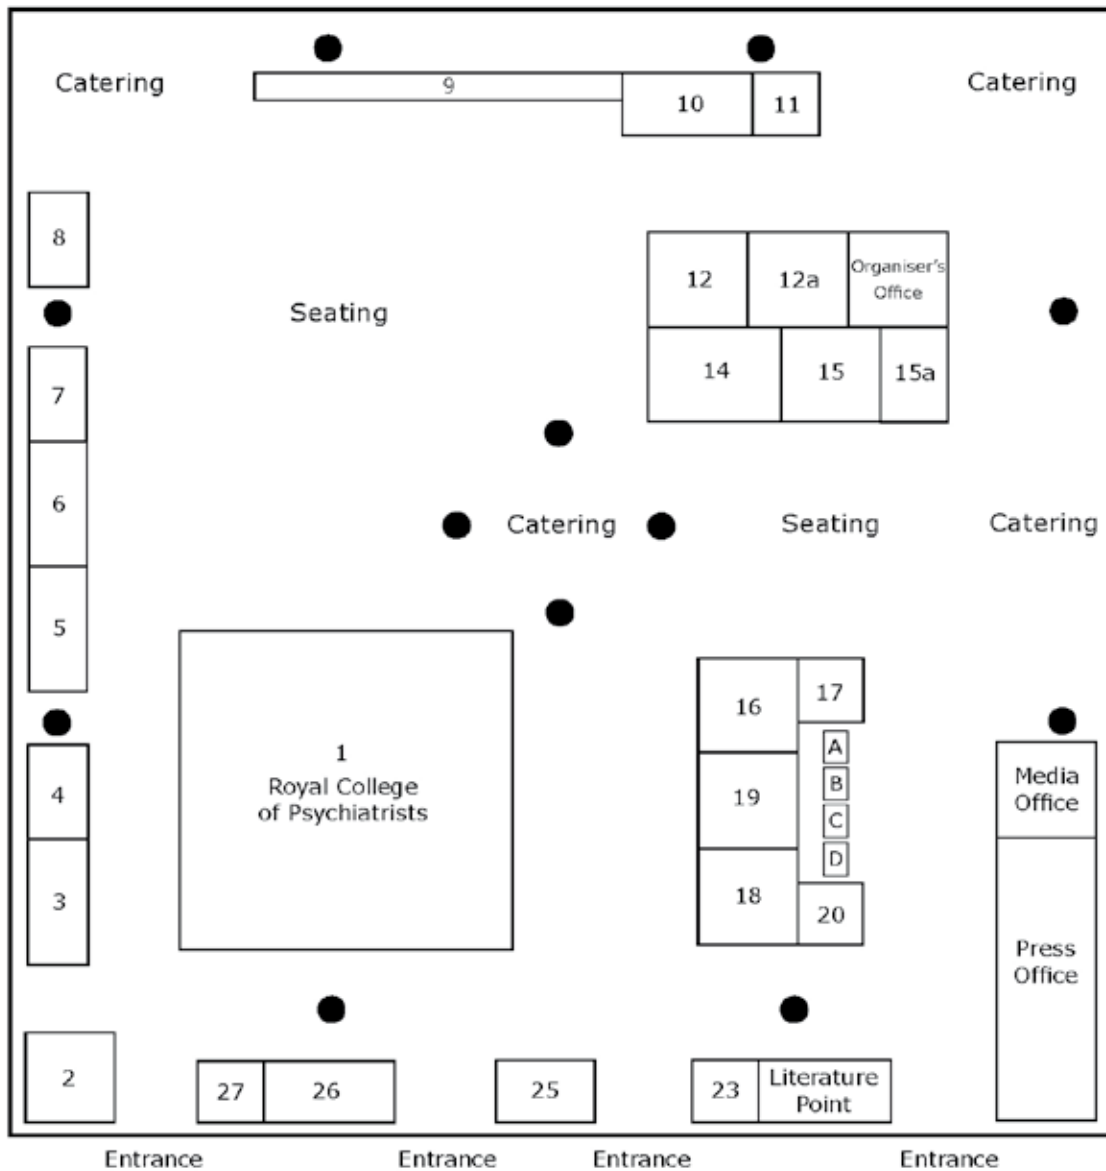 Catering
9
10
11
Catering
8
Seating
12
12a
Organiser's
Office
7
14
15
15a
6
Catering
Seating
Catering
5
16
17
1
Royal College
of Psychiatrists
A
B
C
D
19
18
20
4
3
Media
Office
Press
Office
2
27
26
25
23
Literature
Point
Entrance
Entrance
Entrance
Entrance